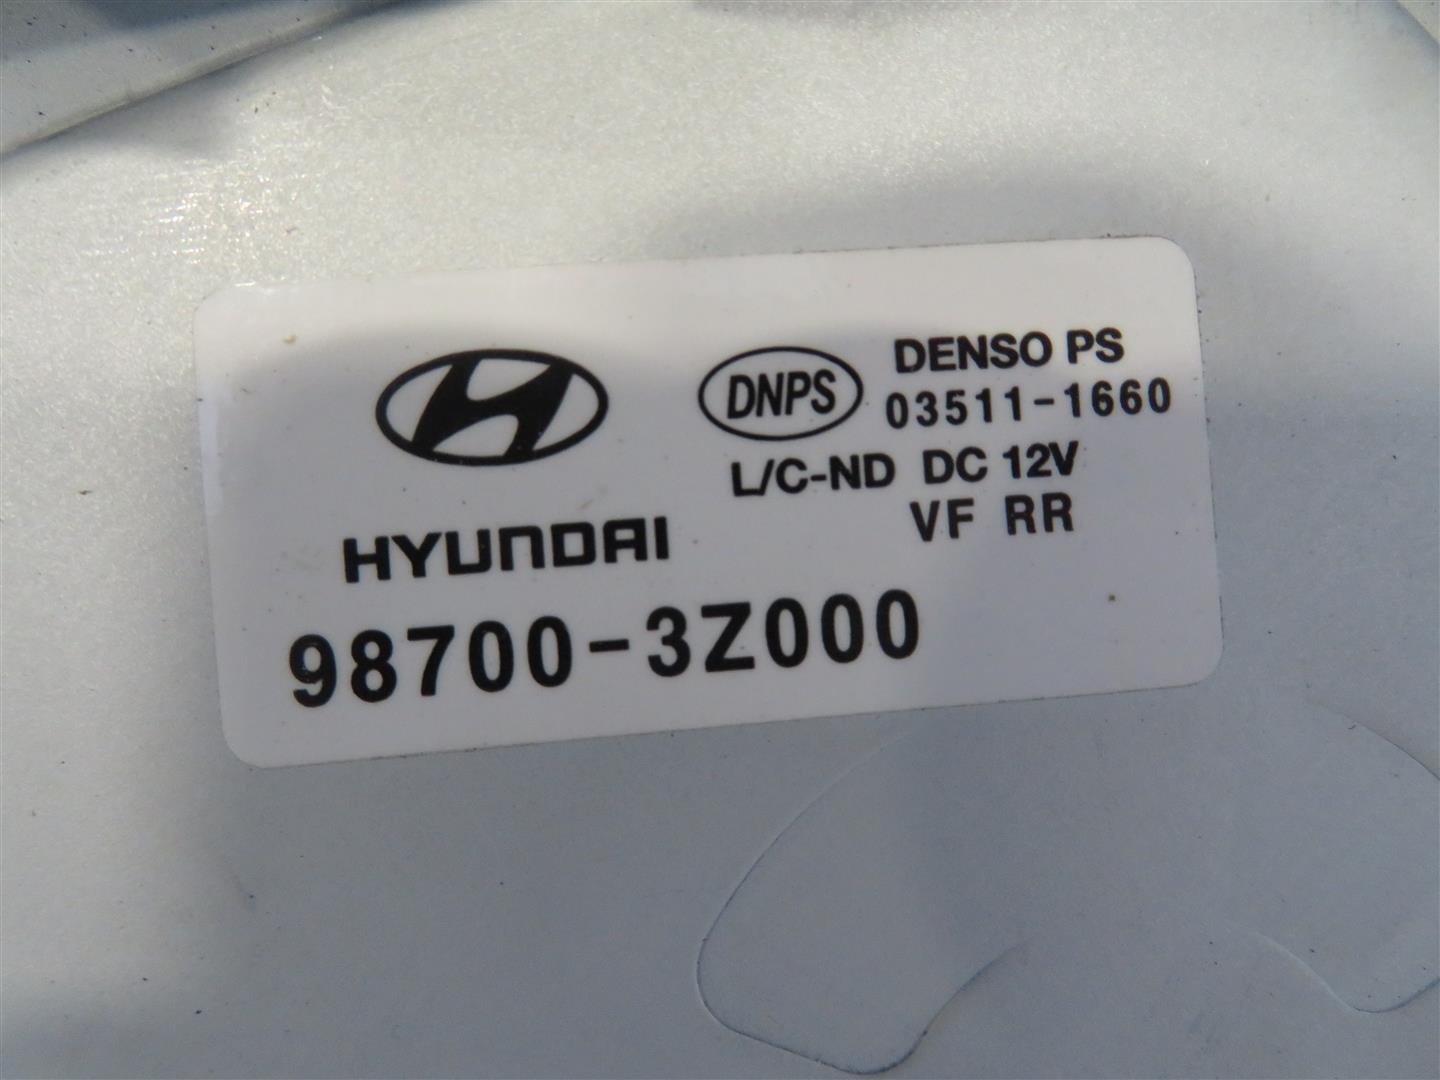 HYUNDAI
98700-3Z000
DNPS
DENSO PS
03511-1660
L/C-ND DC 12V
VF RR